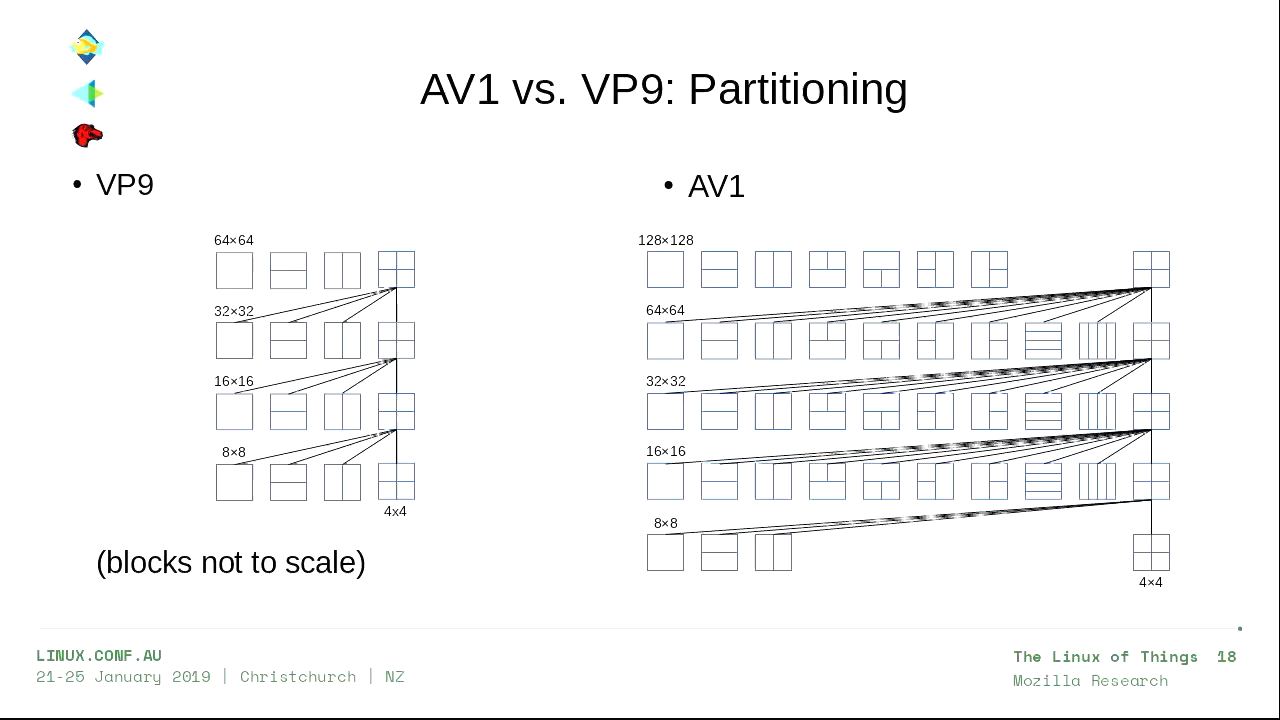 AV1 vs. VP9: Partitioning
• VP9
64×64
32×32
16×16
8×8
4x4
(blocks not to scale)
• AV1
128×128
64×64
32×32
16×16
8×8
4×4
LINUX.CONF.AU
21-25 January 2019 | Christchurch | NZ
The Linux of Things 18
Mozilla Research